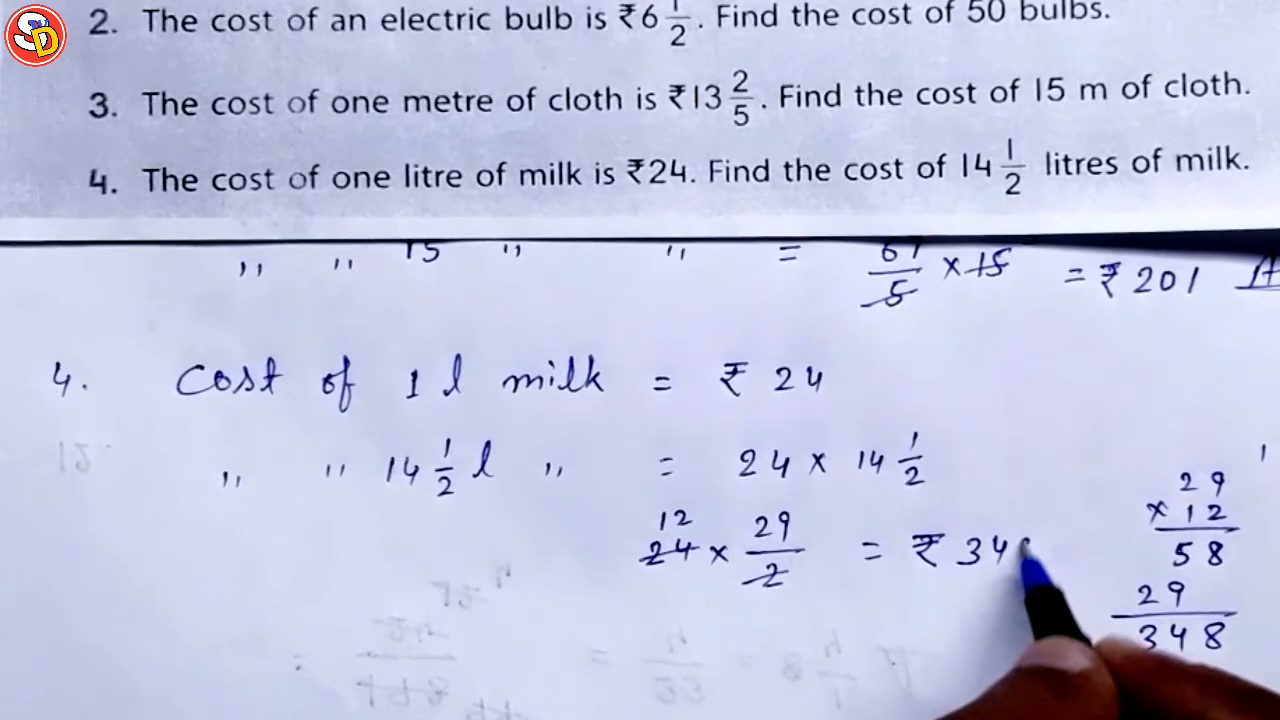 SD
2. The cost of an electric bulb is ₹6 1/2. Find the cost of 50 bulbs.
3. The cost of one metre of cloth is ₹13 2/5. Find the cost of 15 m of cloth.
4. The cost of one litre of milk is ₹24. Find the cost of 14 1/2 litres of milk.
,, ,, 15 ,, ,, = 67/5 × 15 = ₹ 201
4. Cost of 1 l milk = ₹ 24
,, ,, 14 1/2 l ,, = 24 × 14 1/2
12
24 × 29/2 = ₹ 34
29
× 12
58
29
348